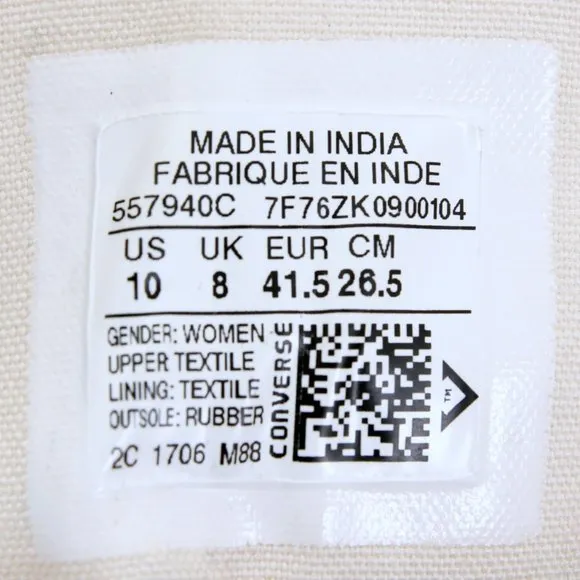 MADE IN INDIA
FABRIQUE EN INDE
557940C 7F76ZK0900104
US UK EUR CM
10 8 41.5 26.5
GENDER: WOMEN
UPPER TEXTILE
LINING: TEXTILE
OUTSOLE: RUBBER
2C 1706 M88
CONVERSE
TM